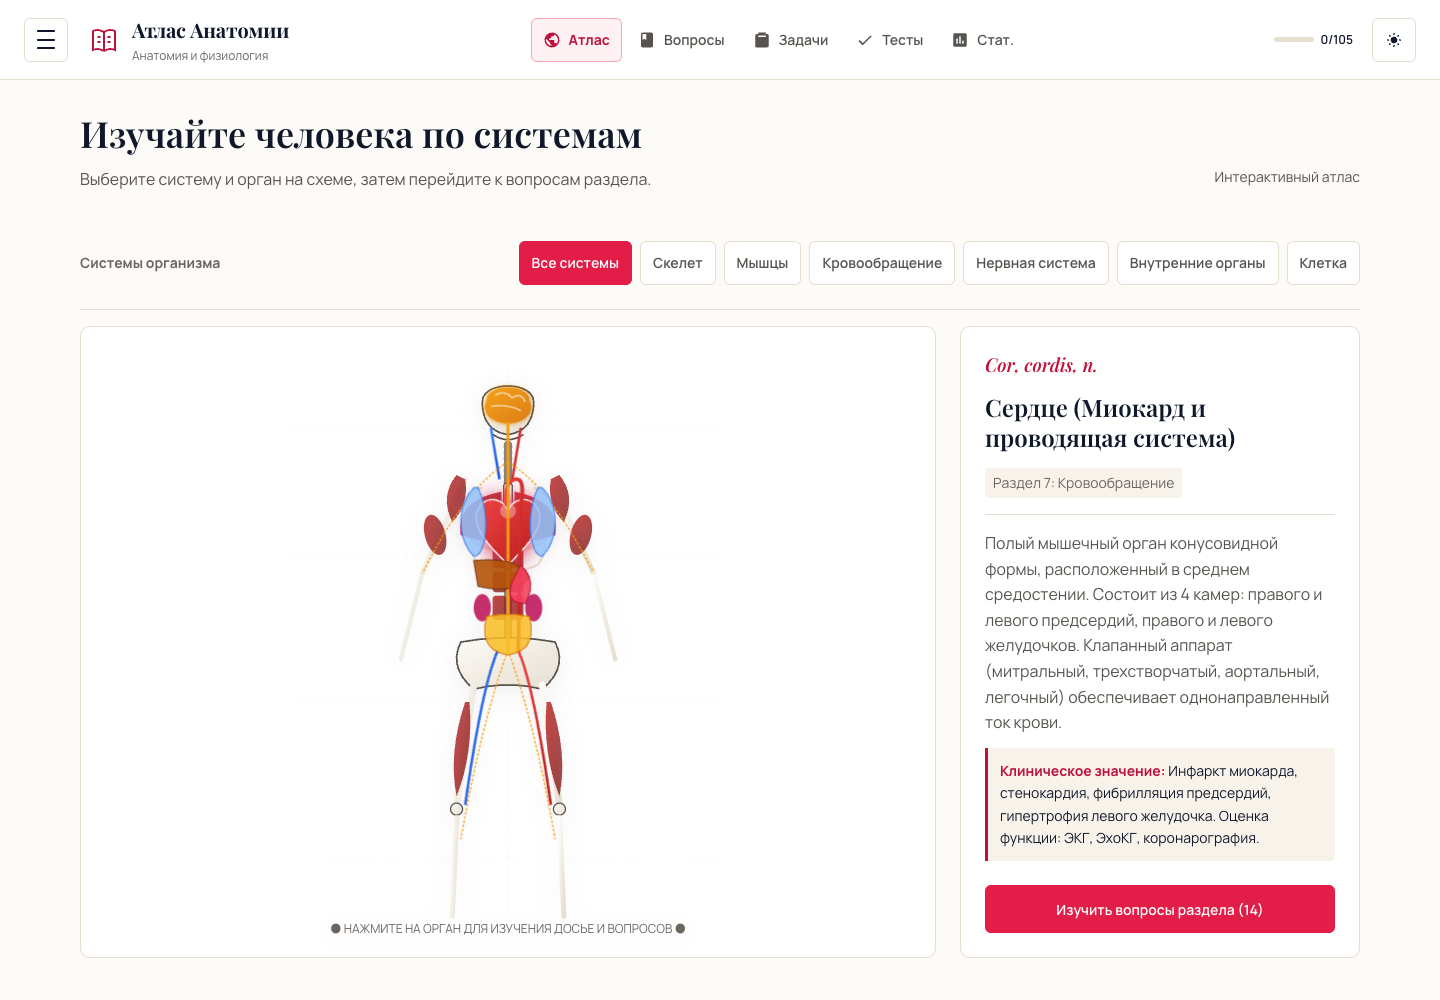 Атлас Анатомии
Анатомия и физиология
Атлас
Вопросы
Задачи
Тесты
Стат.
0/105
Изучайте человека по системам
Выберите систему и орган на схеме, затем перейдите к вопросам раздела.
Интерактивный атлас
Системы организма
Все системы
Скелет
Мышцы
Кровообращение
Нервная система
Внутренние органы
Клетка
● НАЖМИТЕ НА ОРГАН ДЛЯ ИЗУЧЕНИЯ ДОСЬЕ И ВОПРОСОВ ●
Cor, cordis, n.
Сердце (Миокард и
проводящая система)
Раздел 7: Кровообращение
Полый мышечный орган конусовидной
формы, расположенный в среднем
средостении. Состоит из 4 камер: правого и
левого предсердий, правого и левого
желудочков. Клапанный аппарат
(митральный, трехстворчатый, аортальный,
легочный) обеспечивает однонаправленный
ток крови.
Клиническое значение: Инфаркт миокарда,
стенокардия, фибрилляция предсердий,
гипертрофия левого желудочка. Оценка
функции: ЭКГ, ЭхоКГ, коронарография.
Изучить вопросы раздела (14)